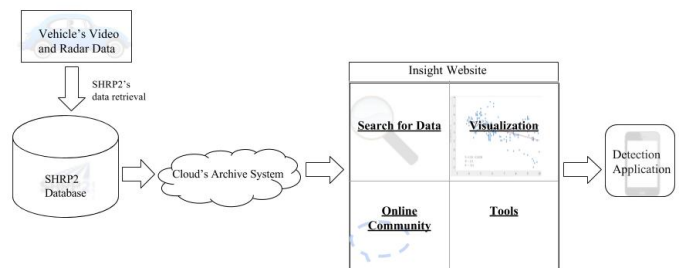 Vehicle's Video
and Radar Data
SHRP2's
data retrieval
SHRP2
Database
Cloud's Archive System
Insight Website
Search for Data
Visualization
Online
Community
Tools
Detection
Application